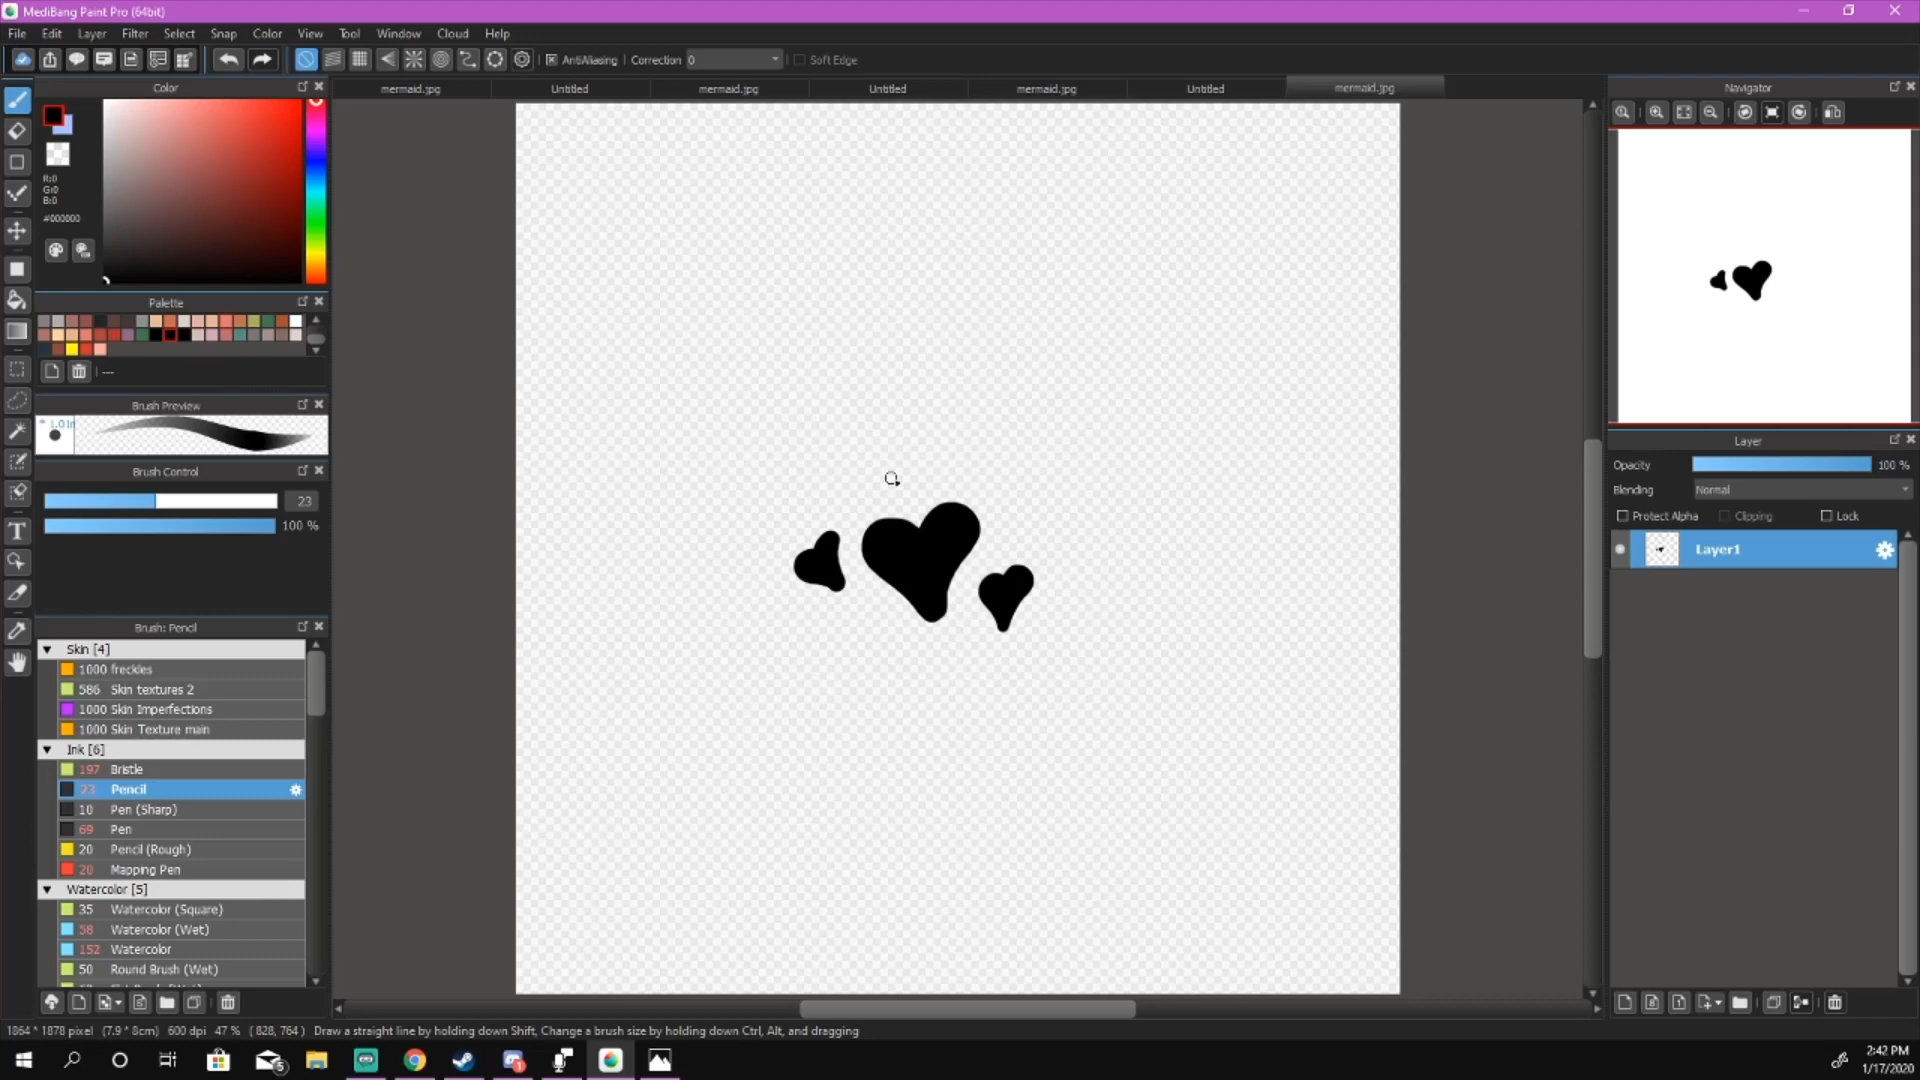 MediBang Paint Pro (64bit)
File Edit Layer Filter Select Snap Color View Tool Window Cloud Help
AntiAliasing Correction 0 Soft Edge
mermaid.jpg Untitled mermaid.jpg Untitled mermaid.jpg Untitled mermaid.jpg
Color
R:0
G:0
B:0
#000000
Palette
---
Brush Preview
Brush Control
23
100 %
Brush: Pencil
Skin [4]
1000 freckles
586 Skin textures 2
1000 Skin Imperfections
1000 Skin Texture main
Ink [6]
197 Bristle
23 Pencil
10 Pen (Sharp)
69 Pen
20 Pencil (Rough)
20 Mapping Pen
Watercolor [5]
35 Watercolor (Square)
58 Watercolor (Wet)
152 Watercolor
50 Round Brush (Wet)
Navigator
Layer
Opacity 100 %
Blending Normal
Protect Alpha Clipping Lock
Layer1
1864 * 1878 pixel (7.9 * 8cm) 600 dpi 47 % ( 828, 764 ) Draw a straight line by holding down Shift, Change a brush size by holding down Ctrl, Alt, and dragging
5
1
2:42 PM
1/17/2020